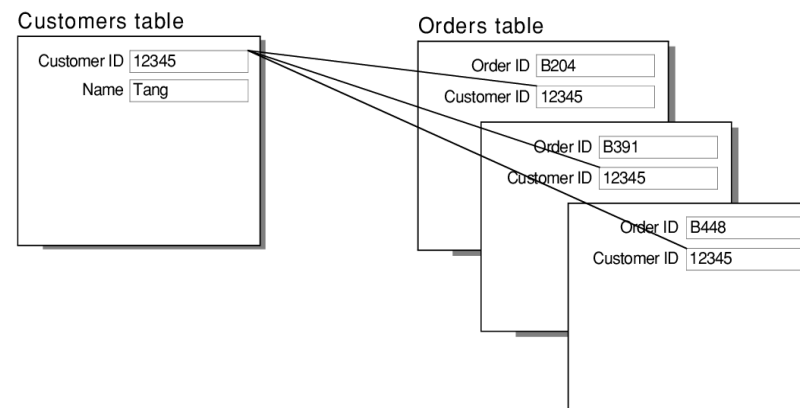 Customers table
Customer ID 12345
Name Tang
Orders table
Order ID B204
Customer ID 12345
Order ID B391
Customer ID 12345
Order ID B448
Customer ID 12345